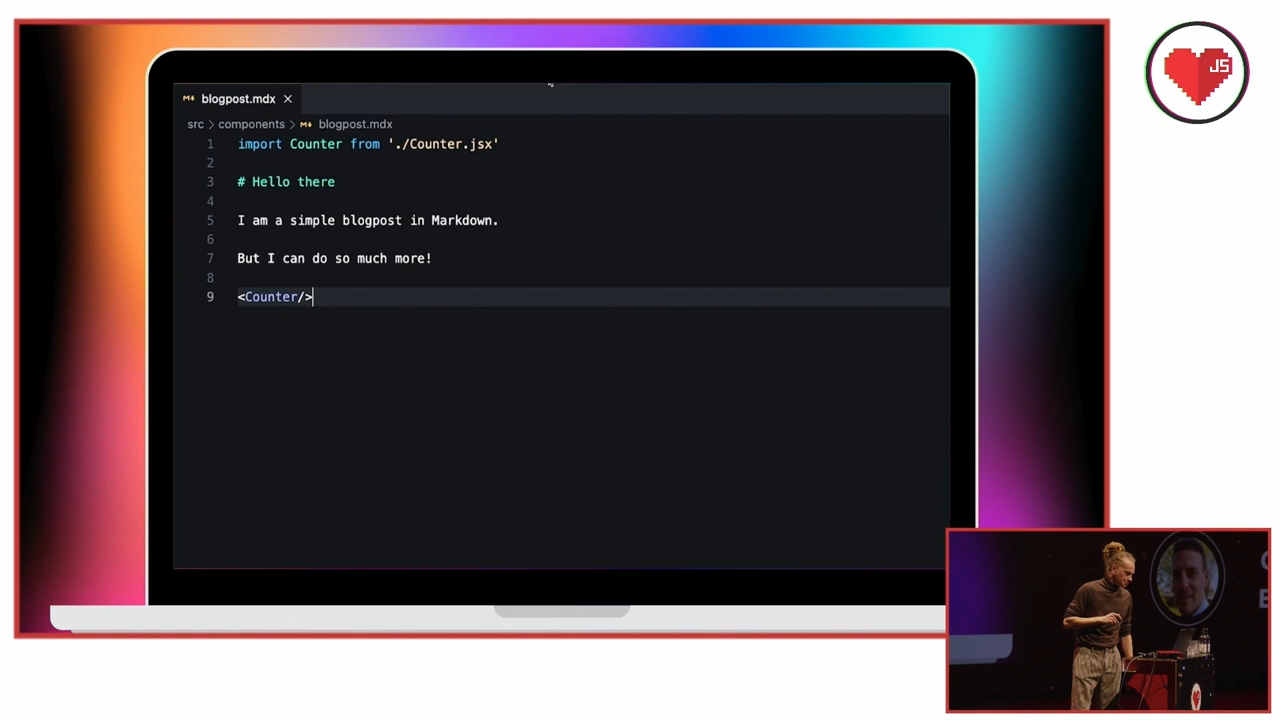 JS
blogpost.mdx
src > components > blogpost.mdx
1 import Counter from './Counter.jsx'
2
3 # Hello there
4
5 I am a simple blogpost in Markdown.
6
7 But I can do so much more!
8
9 <Counter/>